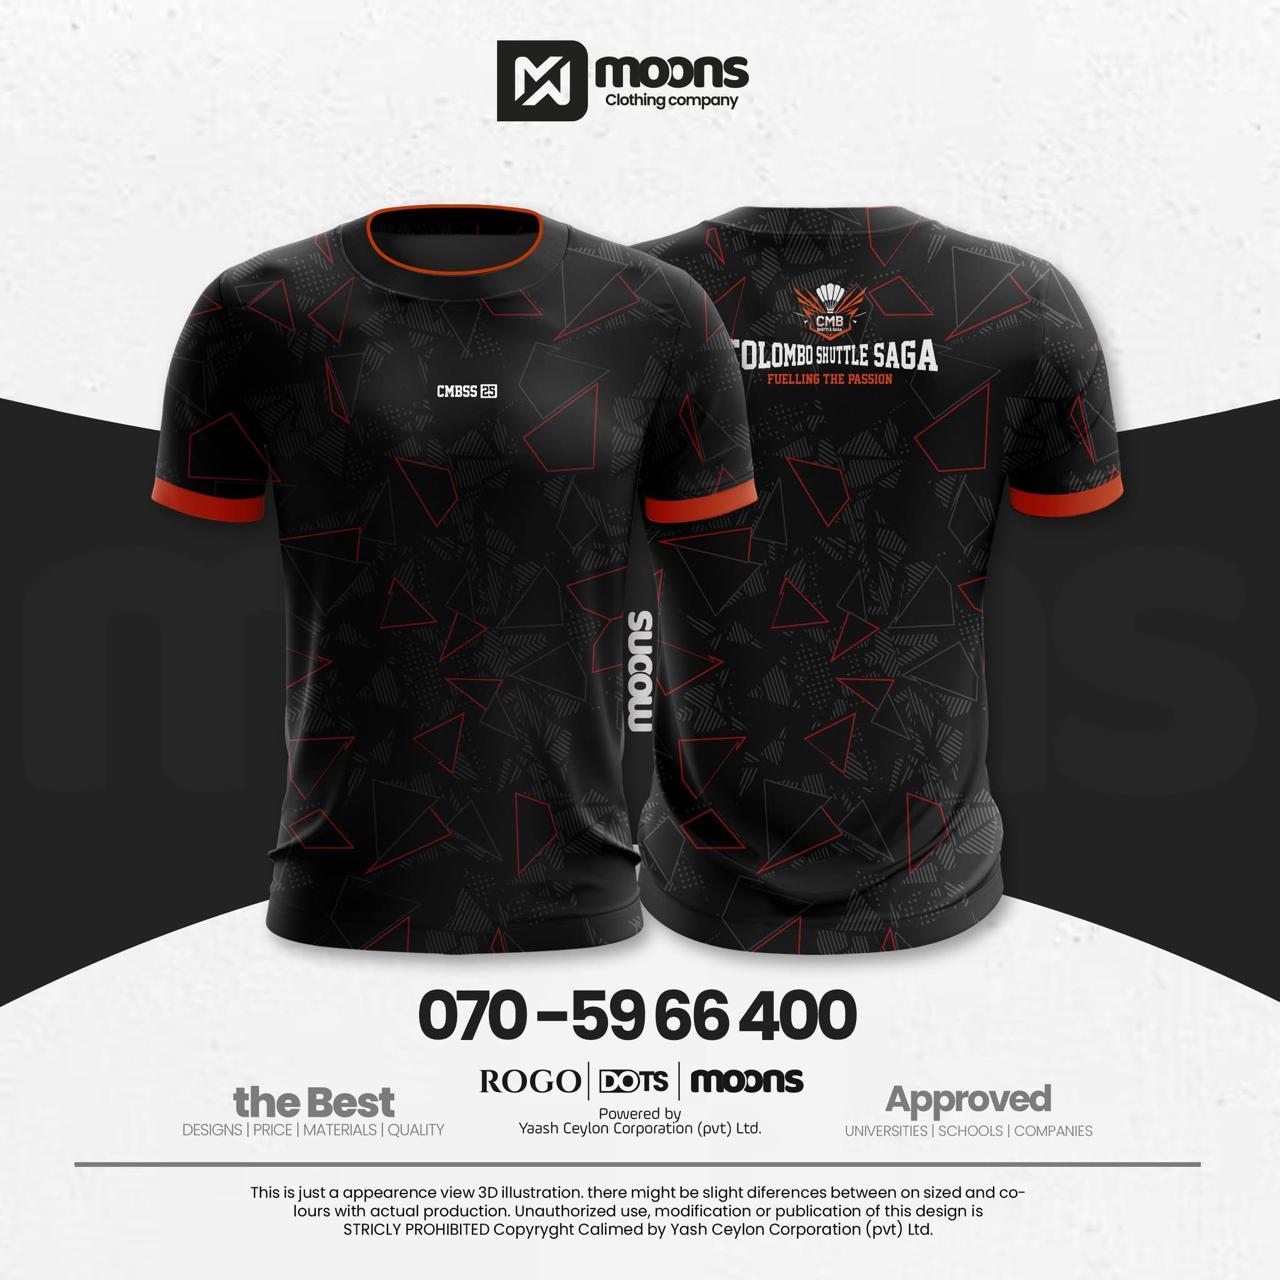 moons
Clothing company
CMB
SHUTTLE SAGA
COLOMBO SHUTTLE SAGA
FUELLING THE PASSION
CMBSS 25
moons
moons
070-59 66 400
ROGO | DOTS | moons
Powered by
Yaash Ceylon Corporation (pvt) Ltd.
the Best
DESIGNS | PRICE | MATERIALS | QUALITY
Approved
UNIVERSITIES | SCHOOLS | COMPANIES
This is just a appearence view 3D illustration. there might be slight diferences between on sized and co-
lours with actual production. Unauthorized use, modification or publication of this design is
STRICLY PROHIBITED Copyryght Calimed by Yash Ceylon Corporation (pvt) Ltd.